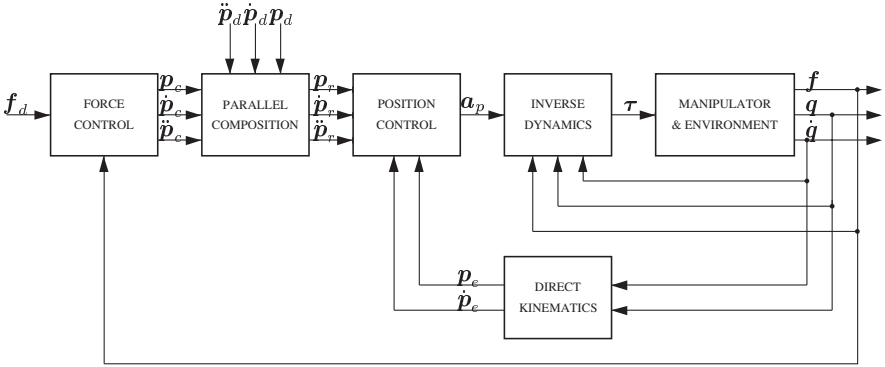 p̈_d ṗ_d p_d
f_d
FORCE
CONTROL
p_c
ṗ_c
p̈_c
PARALLEL
COMPOSITION
p_r
ṗ_r
p̈_r
POSITION
CONTROL
a_p
INVERSE
DYNAMICS
τ
MANIPULATOR
& ENVIRONMENT
f
q
q̇
p_e
ṗ_e
DIRECT
KINEMATICS